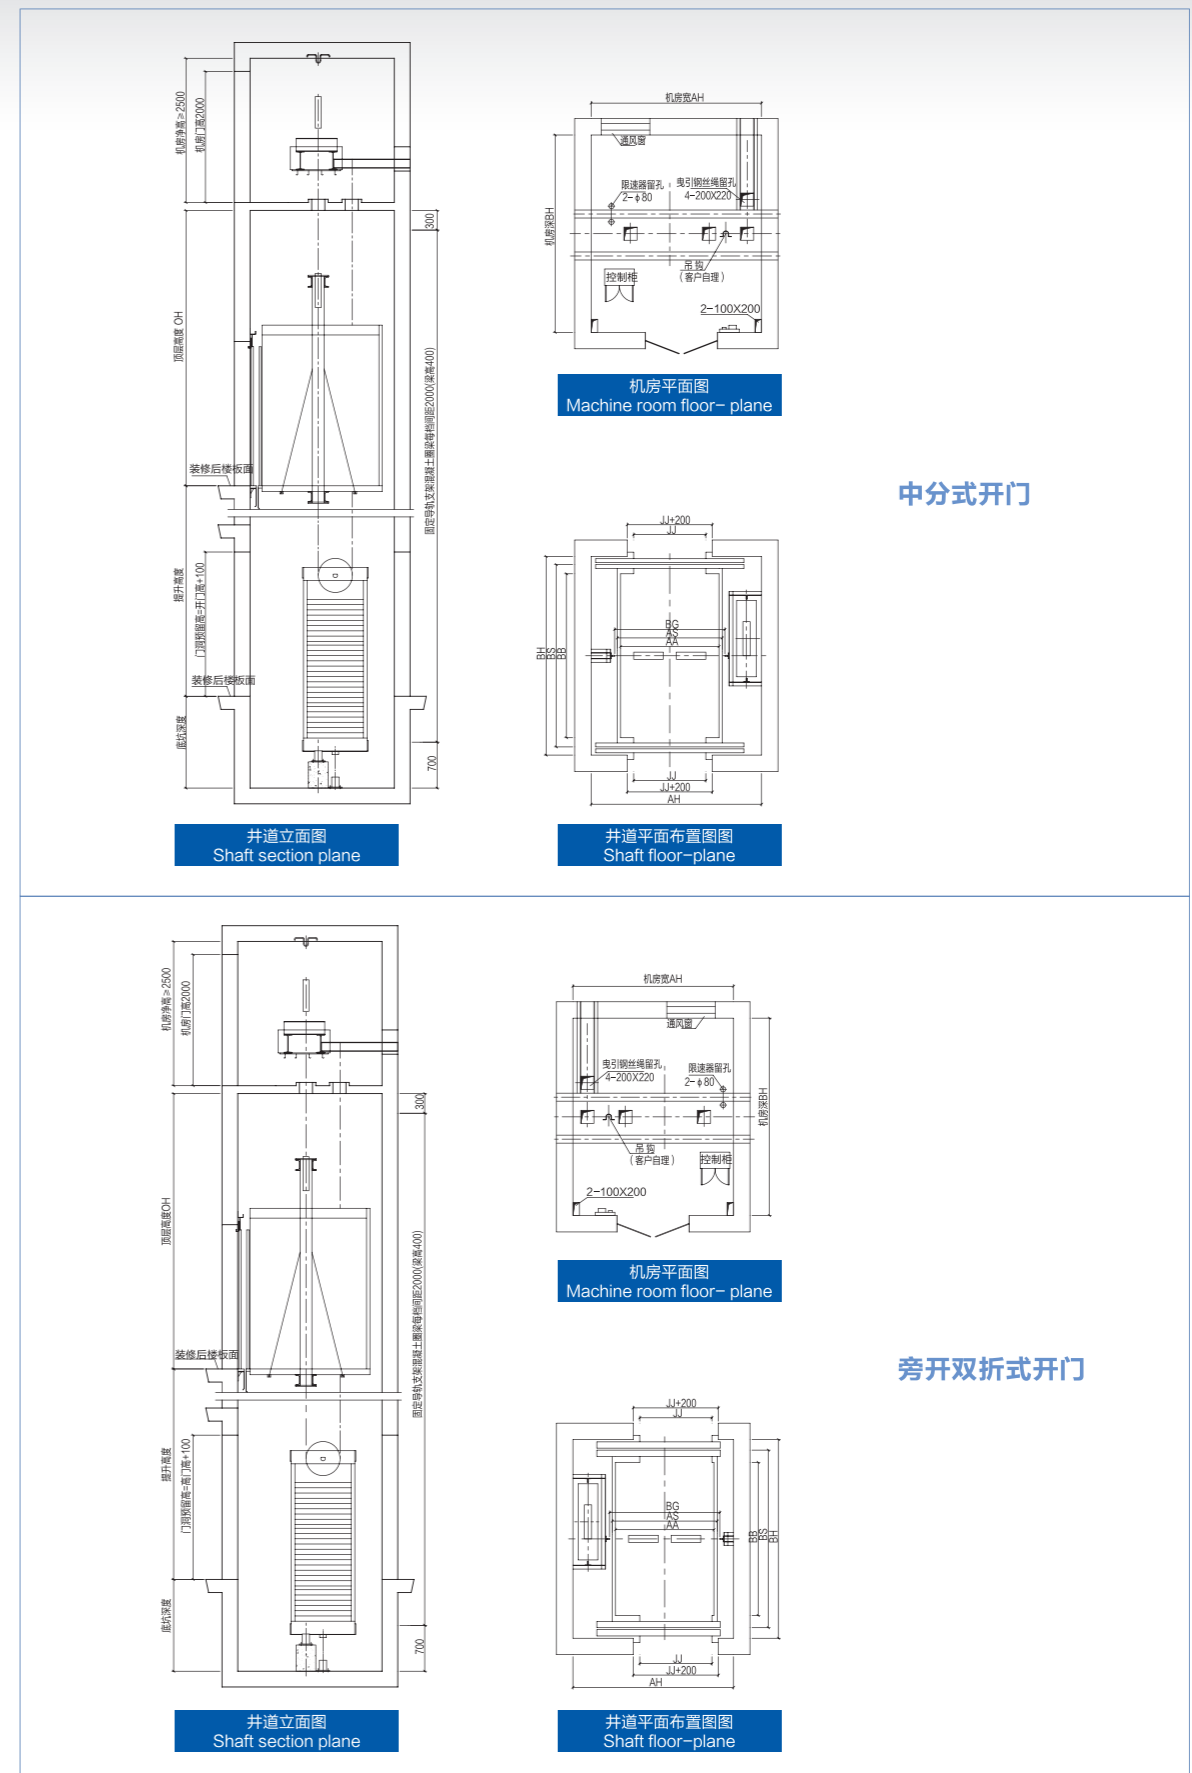 机房净高≥2500
机房门高2000
300
顶层高度 OH
固定导轨支架混凝土圈梁每档间距2000(梁高400)
装修后楼板面
提升高度
门洞预留高=开门高+100
装修后楼板面
底坑深度
700
井道立面图
Shaft section plane
机房宽AH
通风窗
限速器留孔
2-ϕ80
曳引钢丝绳留孔
4-200X220
机房深BH
吊钩
(客户自理)
控制柜
2-100X200
机房平面图
Machine room floor- plane
中分式开门
JJ+200
JJ
BG
AS
AA
BH
BS
BB
JJ
JJ+200
AH
井道平面布置图图
Shaft floor-plane
机房净高≥2500
机房门高2000
300
顶层高度OH
固定导轨支架混凝土圈梁每档间距2000(梁高400)
装修后楼板面
提升高度
门洞预留高=高门高+100
底坑深度
700
井道立面图
Shaft section plane
机房宽AH
通风窗
曳引钢丝绳留孔
4-200X220
限速器留孔
2-ϕ80
机房深BH
吊钩
(客户自理)
控制柜
2-100X200
机房平面图
Machine room floor- plane
旁开双折式开门
JJ+200
JJ
BG
AS
AA
BB
BS
BH
JJ
JJ+200
AH
井道平面布置图图
Shaft floor-plane